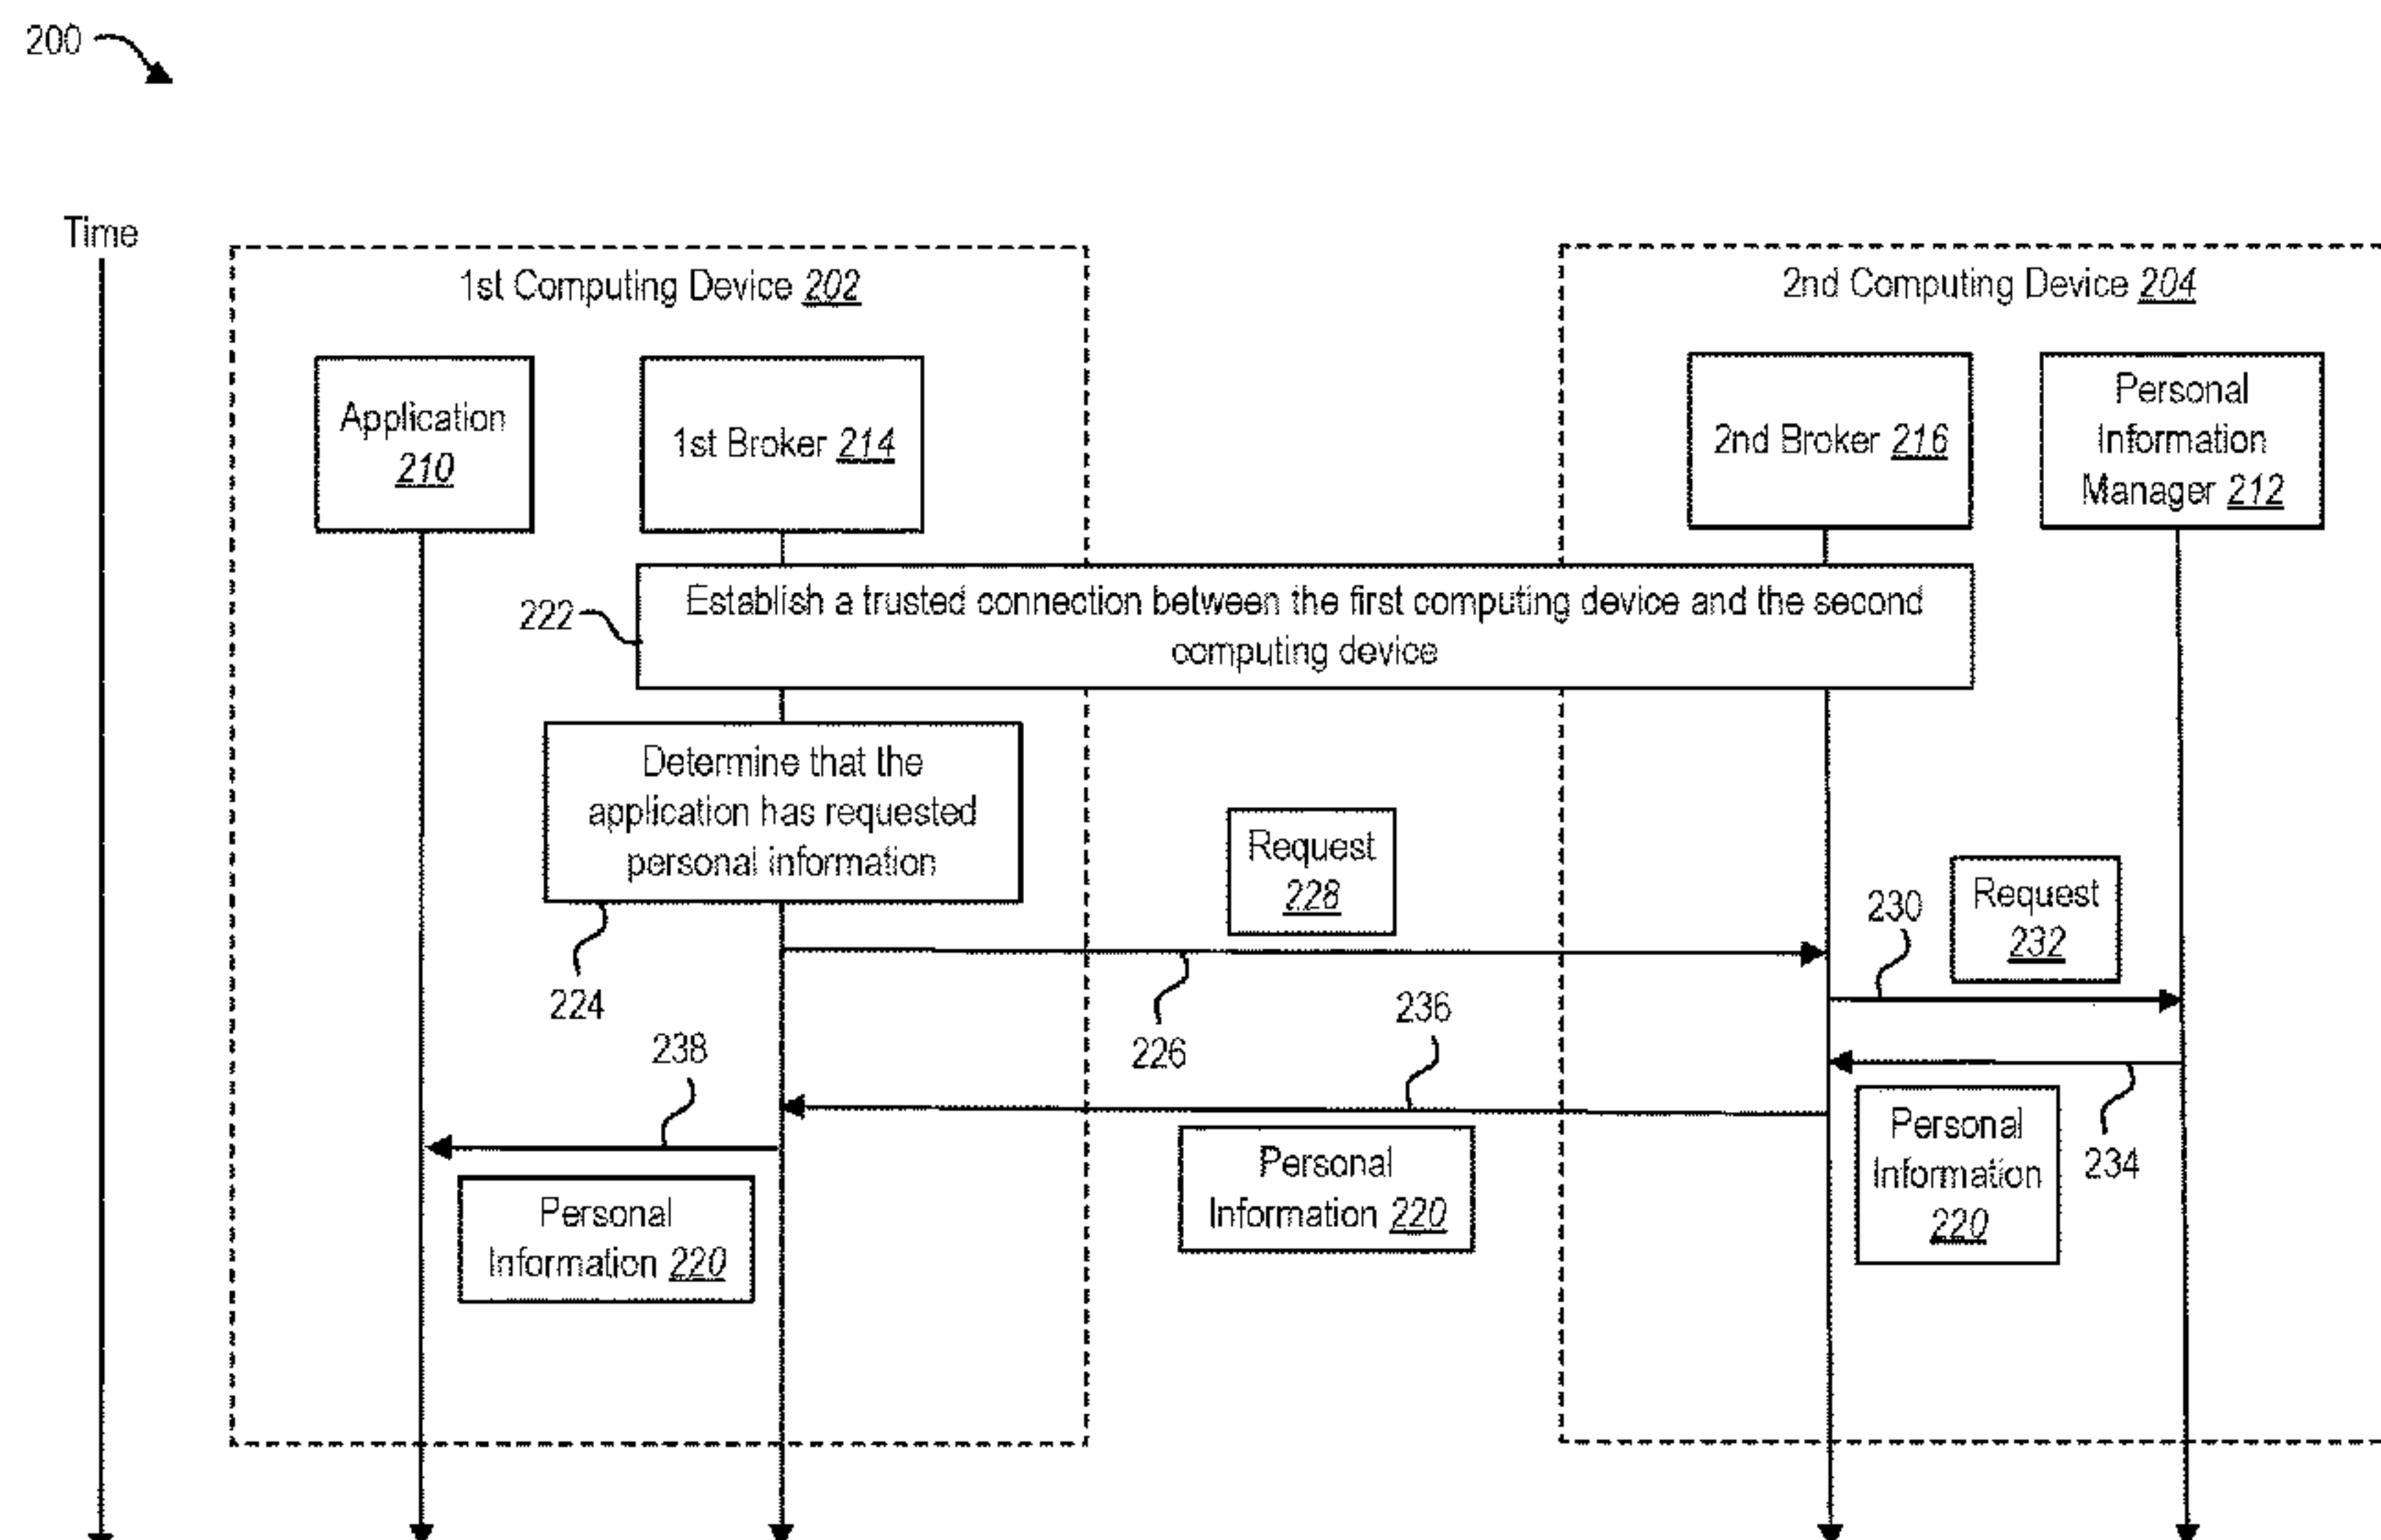 200
Time
1st Computing Device 202
2nd Computing Device 204
Application
210
1st Broker 214
2nd Broker 216
Personal
Information
Manager 212
222
Establish a trusted connection between the first computing device and the second
computing device
Determine that the
application has requested
personal information
224
Request
228
226
230
Request
232
236
234
238
Personal
Information 220
Personal
Information 220
Personal
Information
220